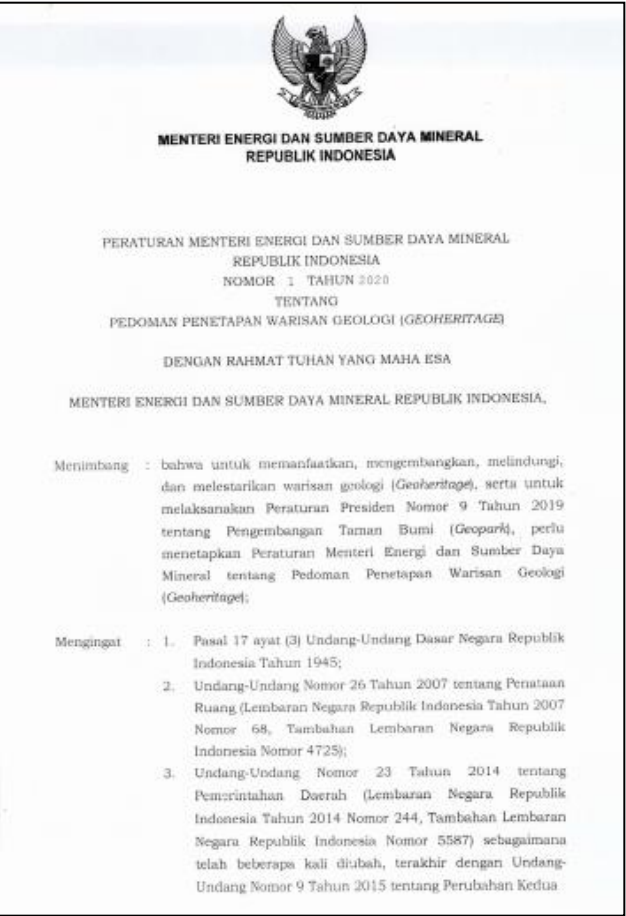 MENTERI ENERGI DAN SUMBER DAYA MINERAL
REPUBLIK INDONESIA
PERATURAN MENTERI ENERGI DAN SUMBER DAYA MINERAL
REPUBLIK INDONESIA
NOMOR 1 TAHUN 2020
TENTANG
PEDOMAN PENETAPAN WARISAN GEOLOGI (GEOHERITAGE)
DENGAN RAHMAT TUHAN YANG MAHA ESA
MENTERI ENERGI DAN SUMBER DAYA MINERAL REPUBLIK INDONESIA,
Menimbang : bahwa untuk memanfaatkan, mengembangkan, melindungi,
dan melestarikan warisan geologi (Geoheritage), serta untuk
melaksanakan Peraturan Presiden Nomor 9 Tahun 2019
tentang Pengembangan Taman Bumi (Geopark), perlu
menetapkan Peraturan Menteri Energi dan Sumber Daya
Mineral tentang Pedoman Penetapan Warisan Geologi
(Geoheritage);
Mengingat : 1. Pasal 17 ayat (3) Undang-Undang Dasar Negara Republik
Indonesia Tahun 1945;
2. Undang-Undang Nomor 26 Tahun 2007 tentang Penataan
Ruang (Lembaran Negara Republik Indonesia Tahun 2007
Nomor 68, Tambahan Lembaran Negara Republik
Indonesia Nomor 4725);
3. Undang-Undang Nomor 23 Tahun 2014 tentang
Pemerintahan Daerah (Lembaran Negara Republik
Indonesia Tahun 2014 Nomor 244, Tambahan Lembaran
Negara Republik Indonesia Nomor 5587) sebagaimana
telah beberapa kali diubah, terakhir dengan Undang-
Undang Nomor 9 Tahun 2015 tentang Perubahan Kedua